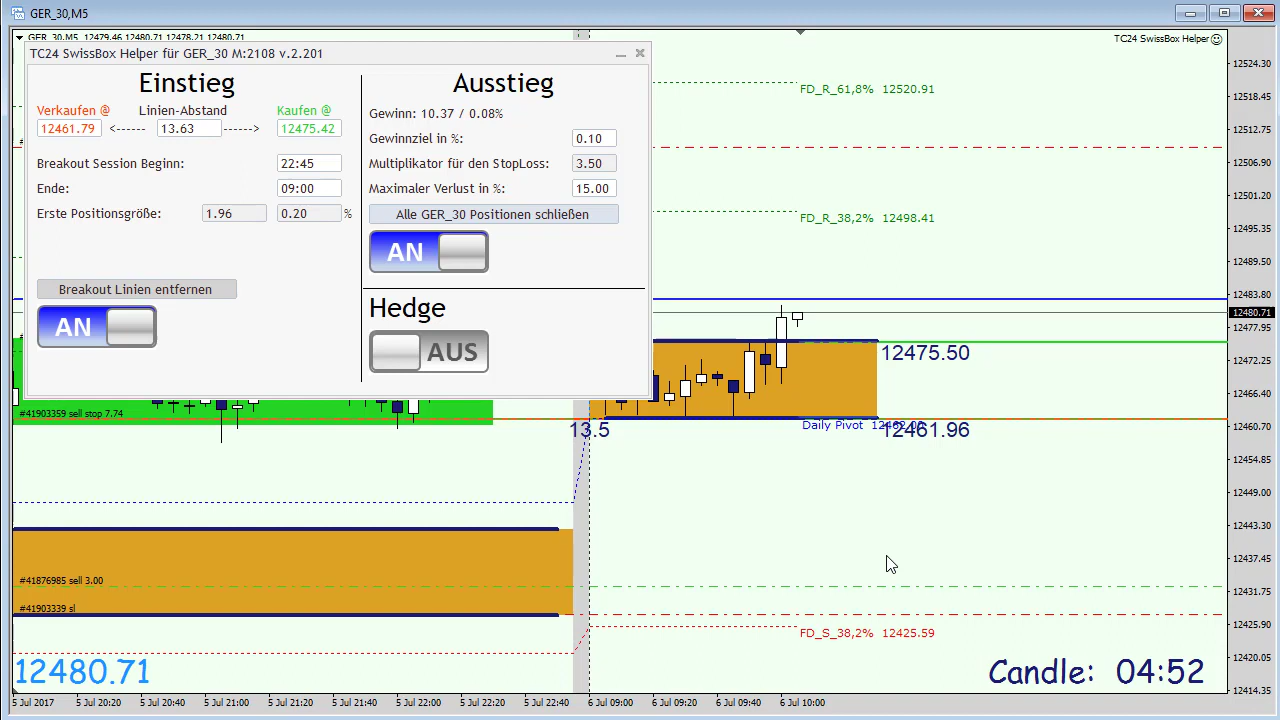 GER_30,M5
GER_30, M5 12479.46 12480.71 12478.21 12480.71
TC24 SwissBox Helper
TC24 SwissBox Helper für GER_30 M:2108 v.2.201
Einstieg
Verkaufen @ Linien-Abstand Kaufen @
12461.79 <----- 13.63 -----> 12475.42
Breakout Session Beginn: 22:45
Ende: 09:00
Erste Positionsgröße: 1.96 0.20 %
Breakout Linien entfernen
AN
Ausstieg
Gewinn: 10.37 / 0.08%
Gewinnziel in %: 0.10
Multiplikator für den StopLoss: 3.50
Maximaler Verlust in %: 15.00
Alle GER_30 Positionen schließen
AN
Hedge
AUS
FD_R_61,8% 12520.91
FD_R_38,2% 12498.41
12475.50
13.5
12461.96
Daily Pivot
#41903359 sell stop 7.74
#41876985 sell 3.00
#41903339 sl
FD_S_38,2% 12425.59
12480.71
Candle: 04:52
12524.30
12518.45
12512.75
12506.90
12501.20
12495.35
12489.50
12483.80
12480.71
12477.95
12472.25
12466.40
12460.70
12454.85
12449.00
12443.30
12437.45
12431.75
12425.90
12420.05
12414.35
5 Jul 2017 5 Jul 20:20 5 Jul 20:40 5 Jul 21:00 5 Jul 21:20 5 Jul 21:40 5 Jul 22:00 5 Jul 22:20 5 Jul 22:40 6 Jul 09:00 6 Jul 09:20 6 Jul 09:40 6 Jul 10:00